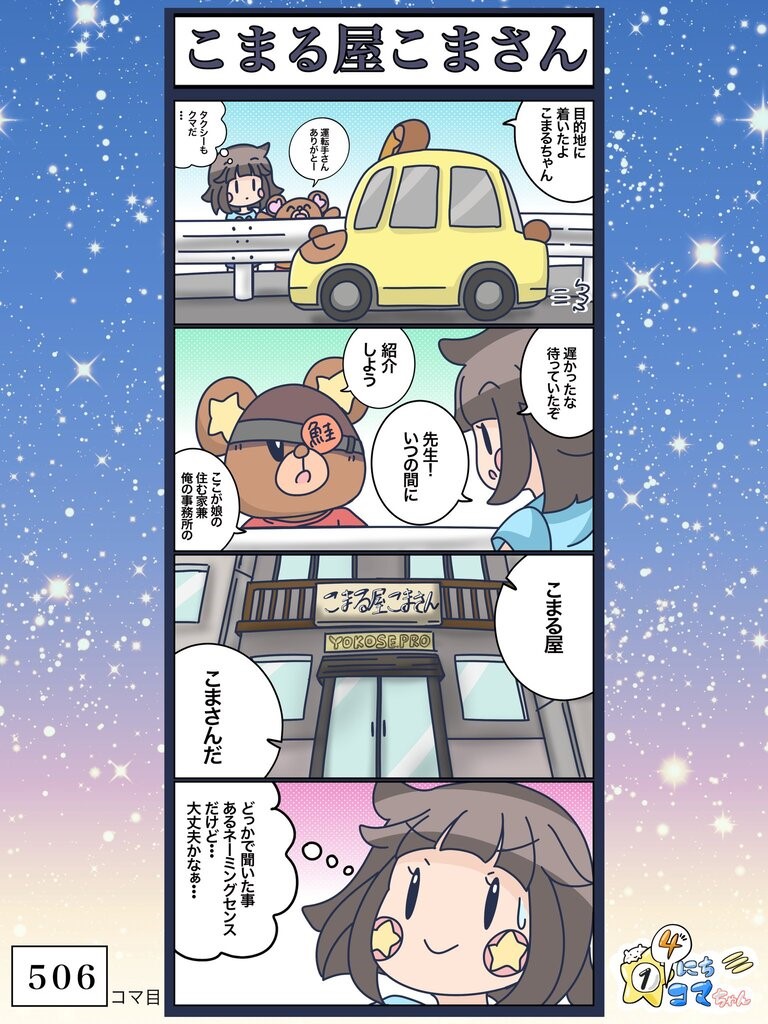 こまる屋こまさん
目的地に
着いたよ
こまるちゃん
運転手さん
ありがとー
タクシーも
クマだ
…
遅かったな
待っていたぞ
先生！
いつの間に
紹介
しよう
鮭
ここが娘の
住む家兼
俺の事務所の
こまる屋
こまる屋こまさん
YOKOSE.PRO
こまさんだ
どっかで聞いた事
あるネーミングセンス
だけど…
大丈夫かなぁ…
506
コマ目
1
4
にち
コマ
ちゃん